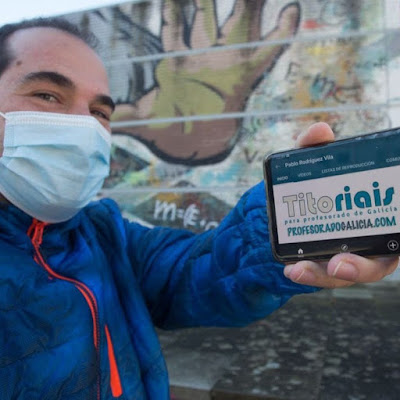 ← Pablo Rodríguez Vila
INICIO VÍDEOS LISTAS DE REPRODUCCIÓN
Titoriais
para profesorado de Galicia
PROFESORADOGALICIA.COM